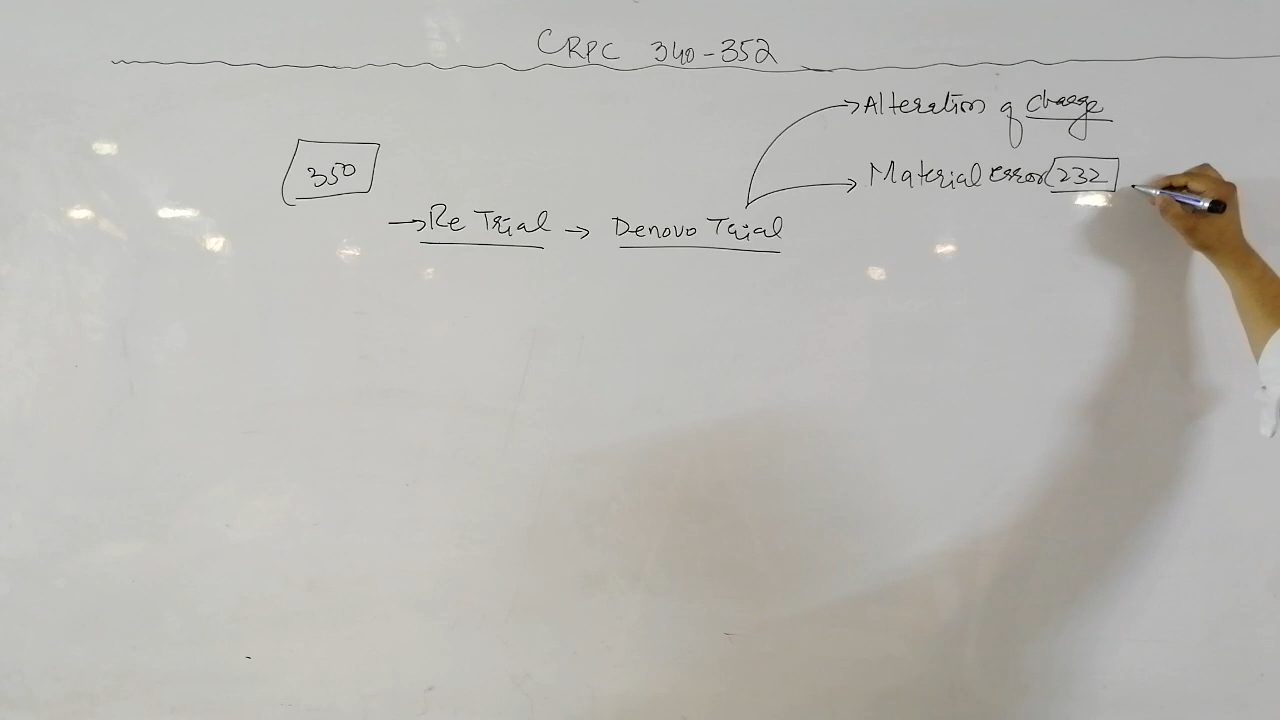 CRPC 340-352
→ Alteration of charge
350
→ Material error 232
→ Re Trial → Denovo Trial